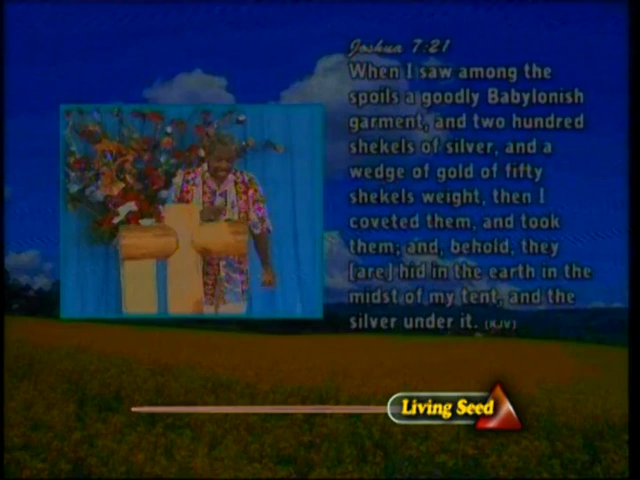 Joshua 7:21
When I saw among the
spoils a goodly Babylonish
garment, and two hundred
shekels of silver, and a
wedge of gold of fifty
shekels weight, then I
coveted them, and took
them; and, behold, they
[are] hid in the earth in the
midst of my tent, and the
silver under it. (KJV)
Living Seed